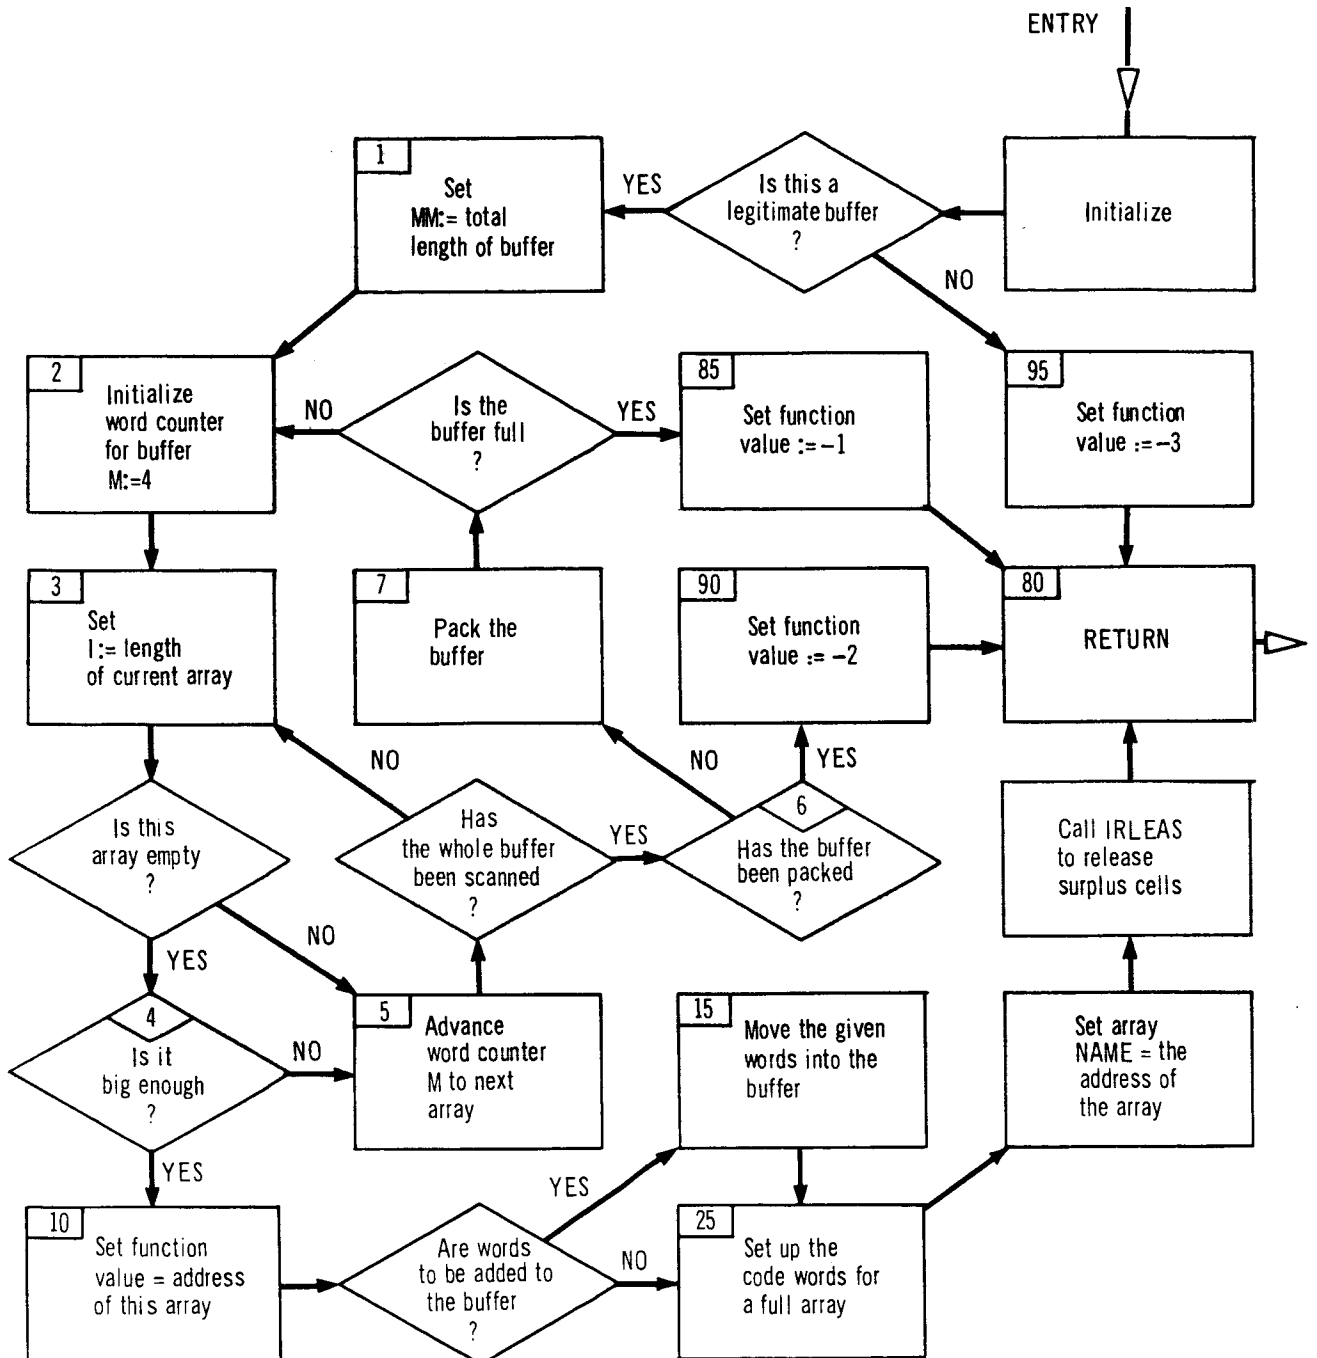 ENTRY
1
Set
MM:= total
length of buffer
YES
Is this a
legitimate buffer
?
Initialize
NO
2
Initialize
word counter
for buffer
M:=4
NO
Is the
buffer full
?
YES
85
Set function
value :=-1
95
Set function
value :=-3
3
Set
I:= length
of current array
7
Pack the
buffer
90
Set function
value := -2
80
RETURN
NO
NO
YES
Is this
array empty
?
Has
the whole buffer
been scanned
?
YES
6
Has the buffer
been packed
?
Call IRLEAS
to release
surplus cells
NO
YES
4
Is it
big enough
?
NO
5
Advance
word counter
M to next
array
15
Move the given
words into the
buffer
Set array
NAME = the
address of
the array
YES
YES
10
Set function
value = address
of this array
Are words
to be added to
the buffer
?
NO
25
Set up the
code words for
a full array